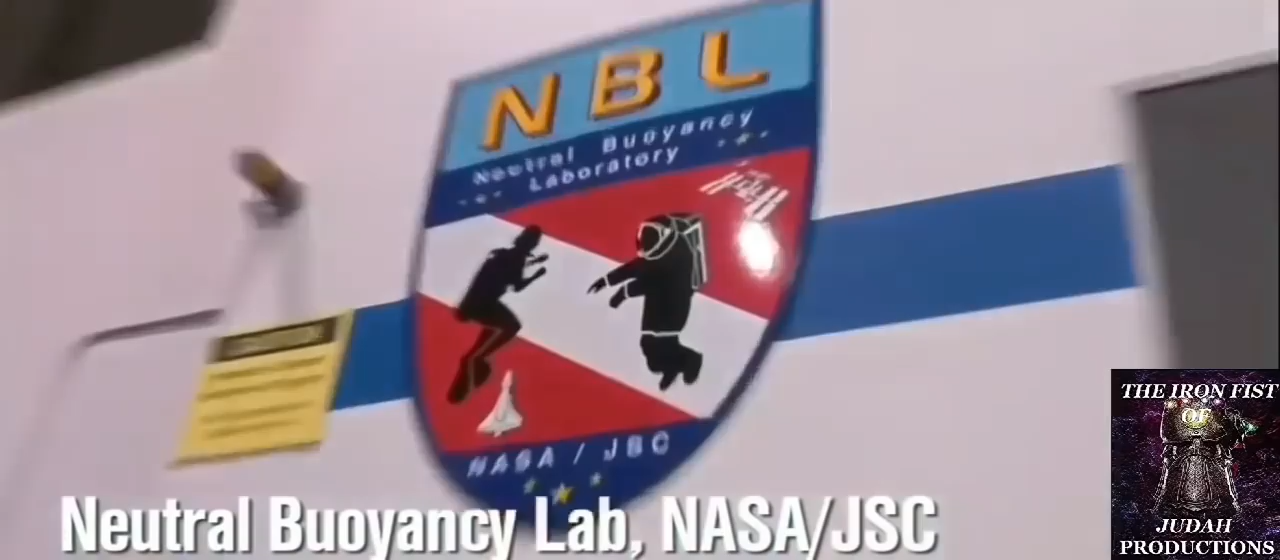 NBL
Neutral Buoyancy
Laboratory
NASA / JSC
Neutral Buoyancy Lab, NASA/JSC
THE IRON FIST
OF
JUDAH
PRODUCTIONS